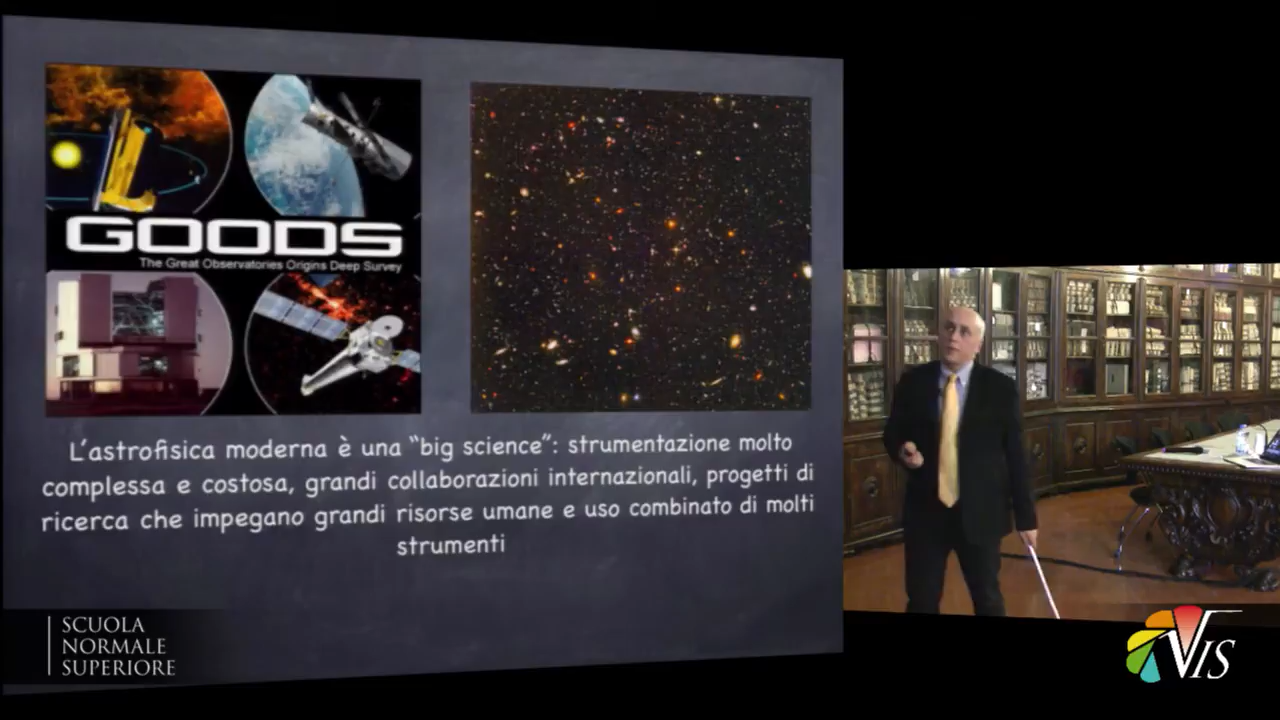 GOODS
The Great Observatories Origins Deep Survey
L'astrofisica moderna è una "big science": strumentazione molto
complessa e costosa, grandi collaborazioni internazionali, progetti di
ricerca che impegano grandi risorse umane e uso combinato di molti
strumenti
SCUOLA
NORMALE
SUPERIORE
VIS